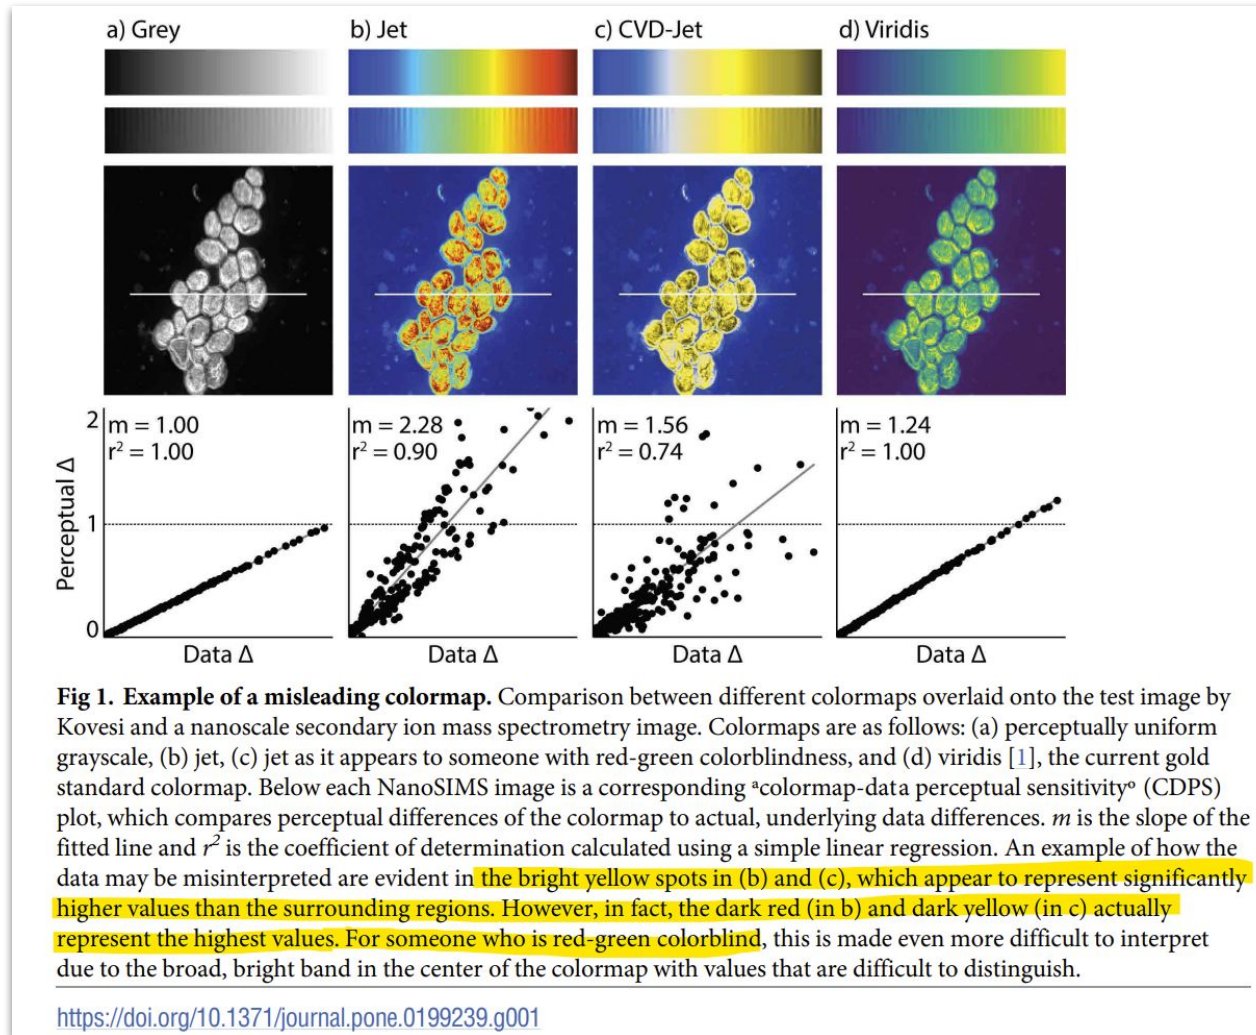 a) Grey
b) Jet
c) CVD-Jet
d) Viridis
2
1
0
Perceptual Δ
m = 1.00
r² = 1.00
m = 2.28
r² = 0.90
m = 1.56
r² = 0.74
m = 1.24
r² = 1.00
Data Δ
Data Δ
Data Δ
Data Δ
Fig 1. Example of a misleading colormap. Comparison between different colormaps overlaid onto the test image by
Kovesi and a nanoscale secondary ion mass spectrometry image. Colormaps are as follows: (a) perceptually uniform
grayscale, (b) jet, (c) jet as it appears to someone with red-green colorblindness, and (d) viridis [1], the current gold
standard colormap. Below each NanoSIMS image is a corresponding ªcolormap-data perceptual sensitivityº (CDPS)
plot, which compares perceptual differences of the colormap to actual, underlying data differences. m is the slope of the
fitted line and r² is the coefficient of determination calculated using a simple linear regression. An example of how the
data may be misinterpreted are evident in the bright yellow spots in (b) and (c), which appear to represent significantly
higher values than the surrounding regions. However, in fact, the dark red (in b) and dark yellow (in c) actually
represent the highest values. For someone who is red-green colorblind, this is made even more difficult to interpret
due to the broad, bright band in the center of the colormap with values that are difficult to distinguish.
https://doi.org/10.1371/journal.pone.0199239.g001